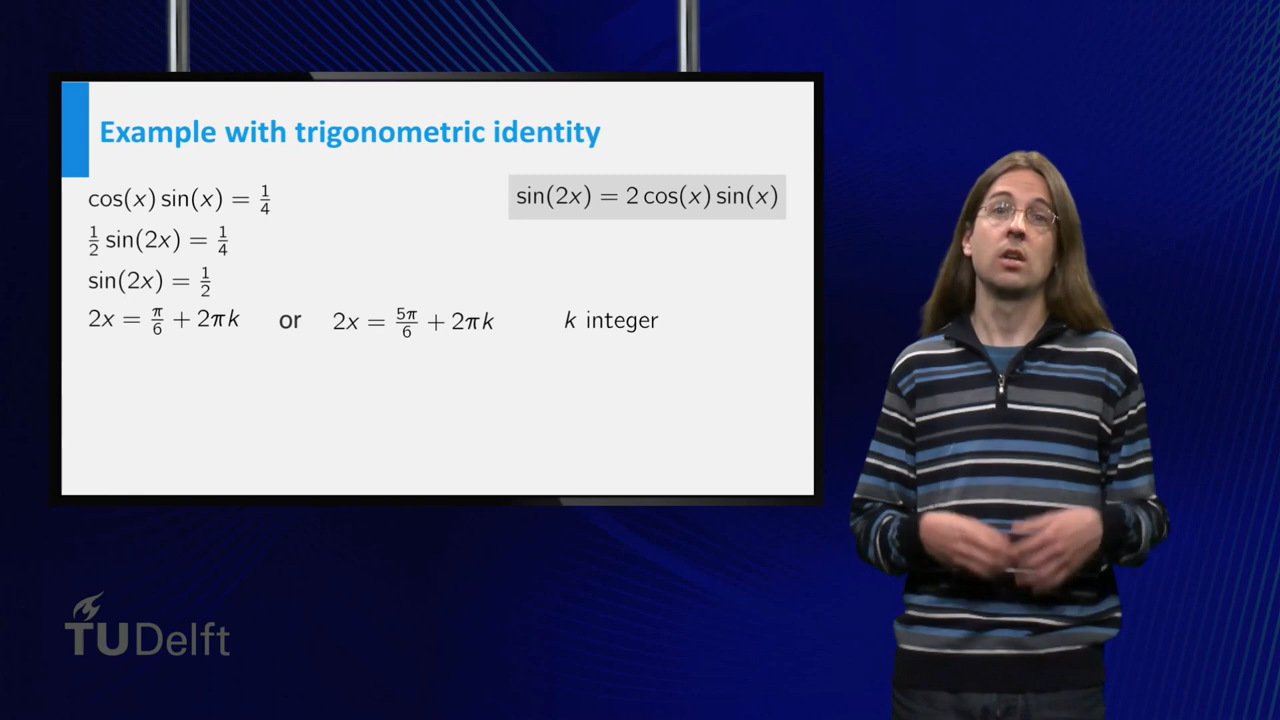 Example with trigonometric identity
cos(x) sin(x) = 1/4
sin(2x) = 2 cos(x) sin(x)
1/2 sin(2x) = 1/4
sin(2x) = 1/2
2x = π/6 + 2πk or 2x = 5π/6 + 2πk k integer
TUDelft